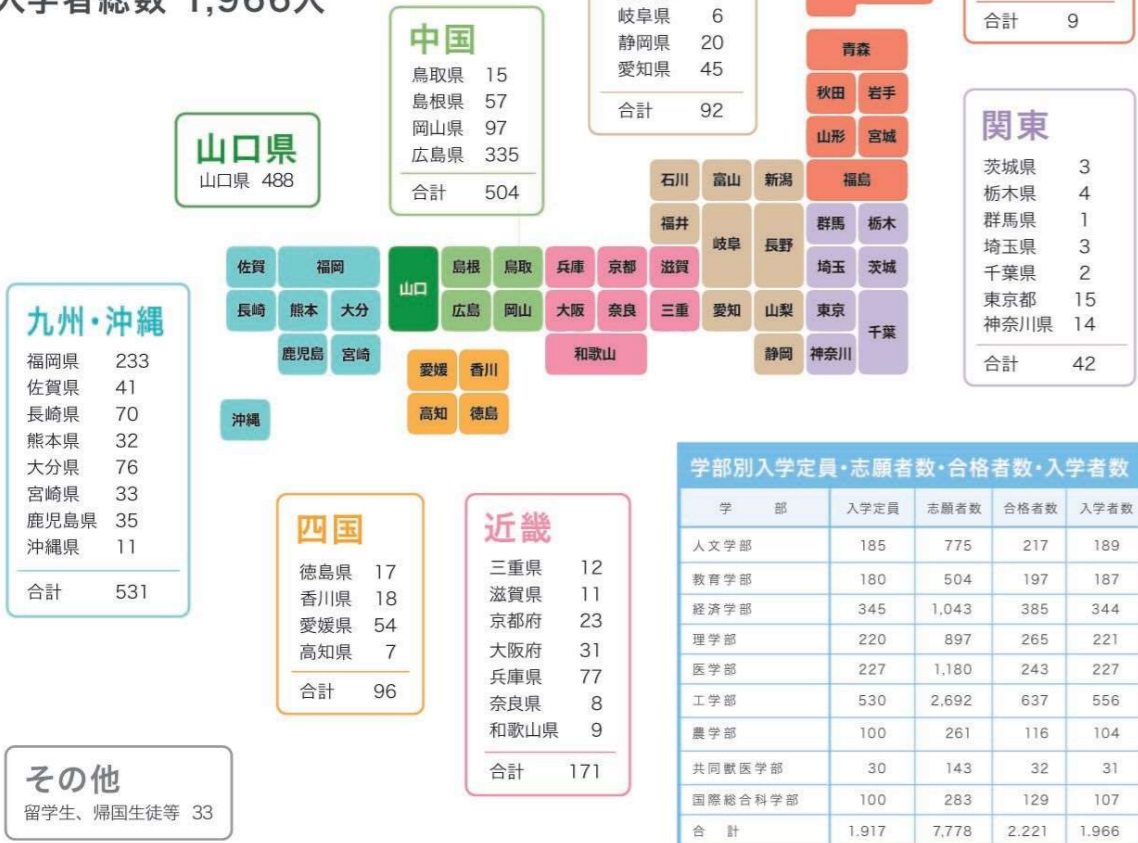 入学者総数 1,966人
岐阜県 6
静岡県 20
愛知県 45
合計 92
合計 9
中国
鳥取県 15
島根県 57
岡山県 97
広島県 335
合計 504
山口県
山口県 488
関東
茨城県 3
栃木県 4
群馬県 1
埼玉県 3
千葉県 2
東京都 15
神奈川県 14
合計 42
青森
秋田 岩手
山形 宮城
石川 富山 新潟 福島
福井 岐阜 長野 群馬 栃木
佐賀 福岡 山口 島根 鳥取 兵庫 京都 滋賀 埼玉 茨城
長崎 熊本 大分 広島 岡山 大阪 奈良 三重 愛知 山梨 東京 千葉
鹿児島 宮崎 和歌山 静岡 神奈川
愛媛 香川
高知 徳島
沖縄
九州・沖縄
福岡県 233
佐賀県 41
長崎県 70
熊本県 32
大分県 76
宮崎県 33
鹿児島県 35
沖縄県 11
合計 531
四国
徳島県 17
香川県 18
愛媛県 54
高知県 7
合計 96
近畿
三重県 12
滋賀県 11
京都府 23
大阪府 31
兵庫県 77
奈良県 8
和歌山県 9
合計 171
その他
留学生、帰国生徒等 33
学部別入学定員・志願者数・合格者数・入学者数
学 部 入学定員 志願者数 合格者数 入学者数
人文学部 185 775 217 189
教育学部 180 504 197 187
経済学部 345 1,043 385 344
理学部 220 897 265 221
医学部 227 1,180 243 227
工学部 530 2,692 637 556
農学部 100 261 116 104
共同獣医学部 30 143 32 31
国際総合科学部 100 283 129 107
合 計 1.917 7,778 2.221 1.966